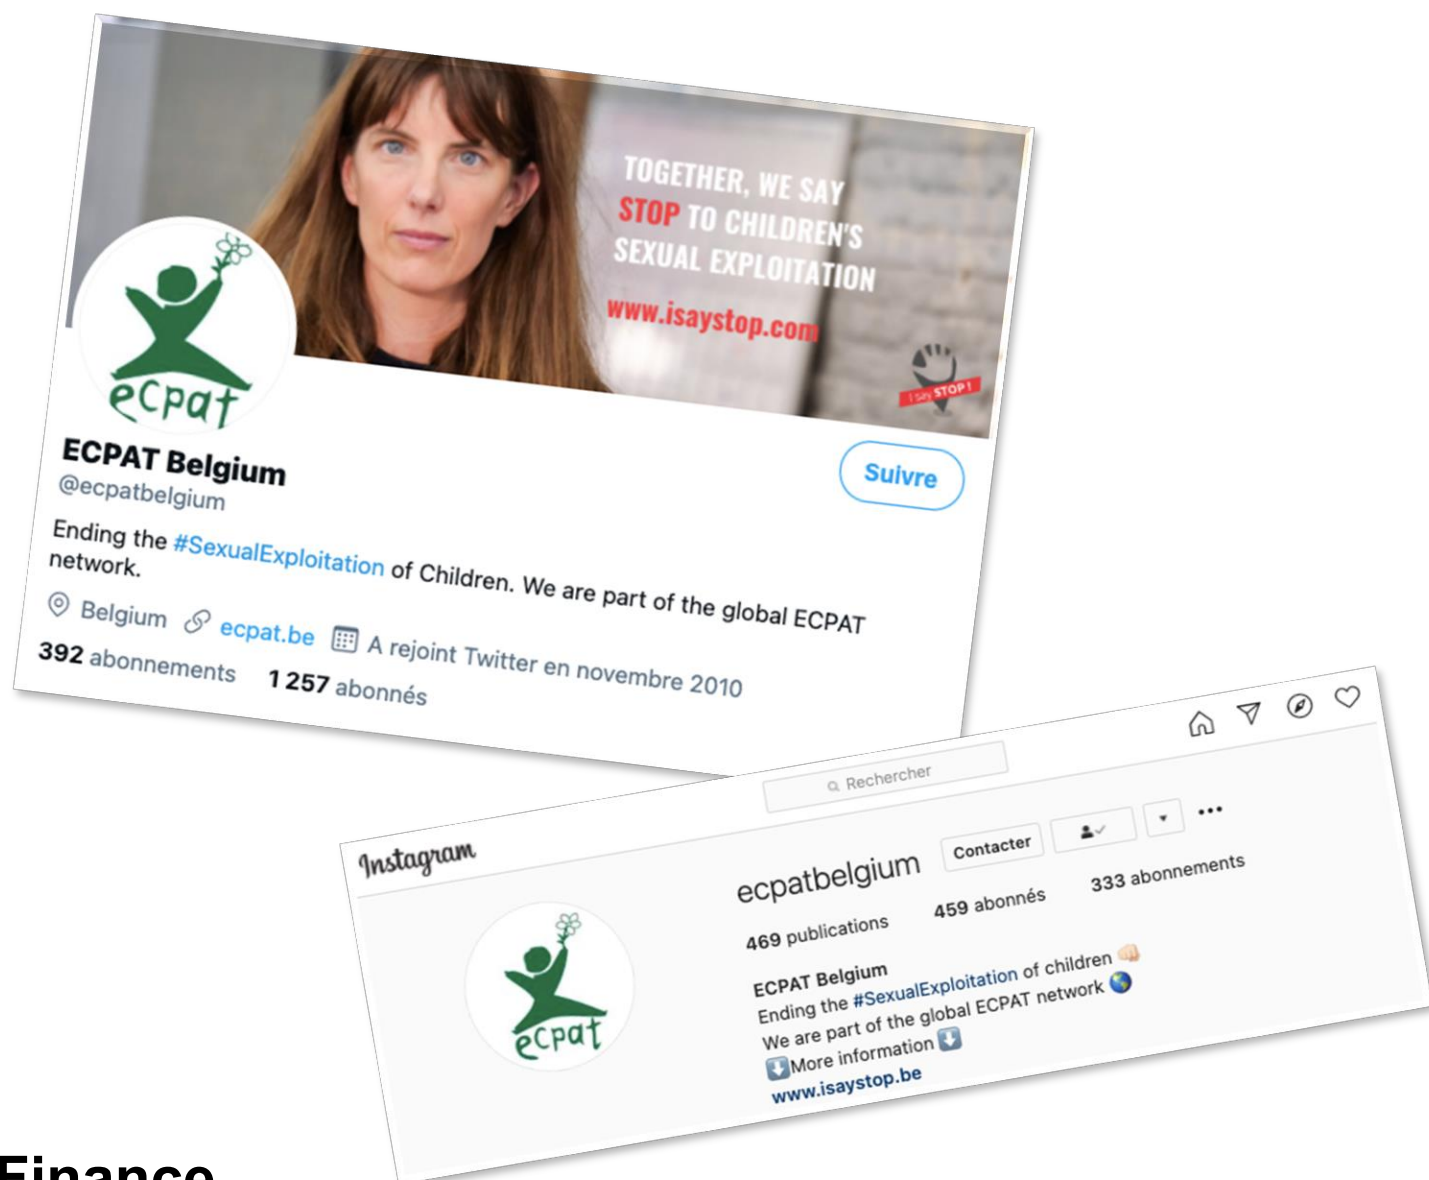 TOGETHER, WE SAY
STOP TO CHILDREN'S
SEXUAL EXPLOITATION
www.isaystop.com
i say STOP !
ecpat
ECPAT Belgium
@ecpatbelgium
Suivre
Ending the #SexualExploitation of Children. We are part of the global ECPAT
network.
Belgium ecpat.be A rejoint Twitter en novembre 2010
392 abonnements 1 257 abonnés
Instagram
Rechercher
ecpat
ecpatbelgium Contacter
469 publications 459 abonnés 333 abonnements
ECPAT Belgium
Ending the #SexualExploitation of children
We are part of the global ECPAT network
More information
www.isaystop.be
Finance